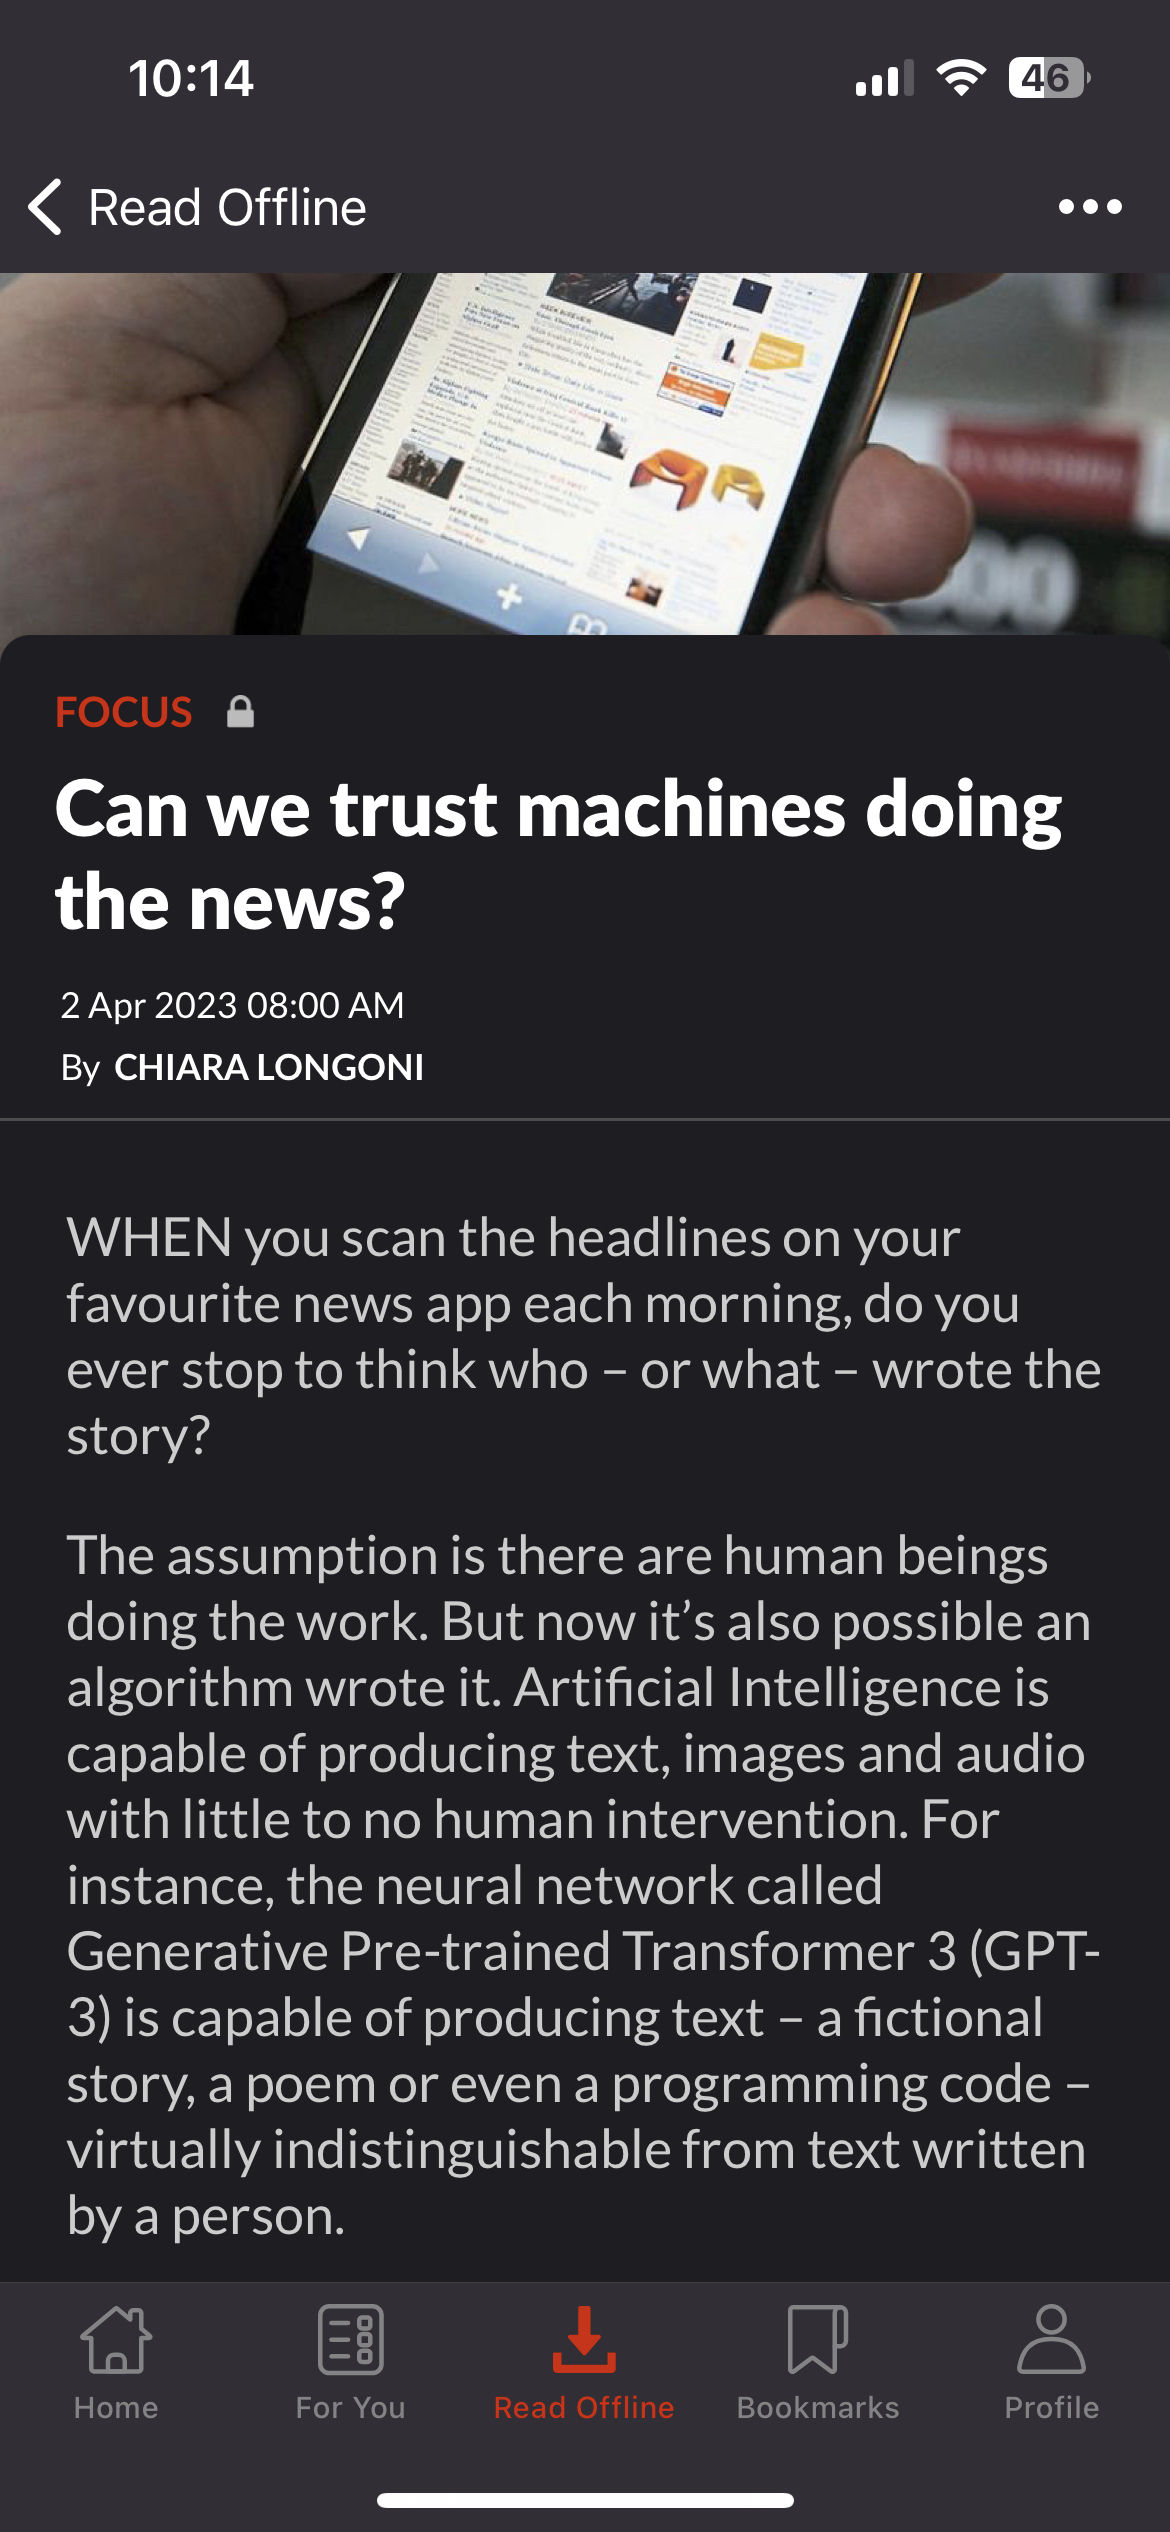 10:14
46
Read Offline
FOCUS
Can we trust machines doing
the news?
2 Apr 2023 08:00 AM
By CHIARA LONGONI
WHEN you scan the headlines on your
favourite news app each morning, do you
ever stop to think who – or what – wrote the
story?
The assumption is there are human beings
doing the work. But now it’s also possible an
algorithm wrote it. Artificial Intelligence is
capable of producing text, images and audio
with little to no human intervention. For
instance, the neural network called
Generative Pre-trained Transformer 3 (GPT-
3) is capable of producing text – a fictional
story, a poem or even a programming code –
virtually indistinguishable from text written
by a person.
Home
For You
Read Offline
Bookmarks
Profile